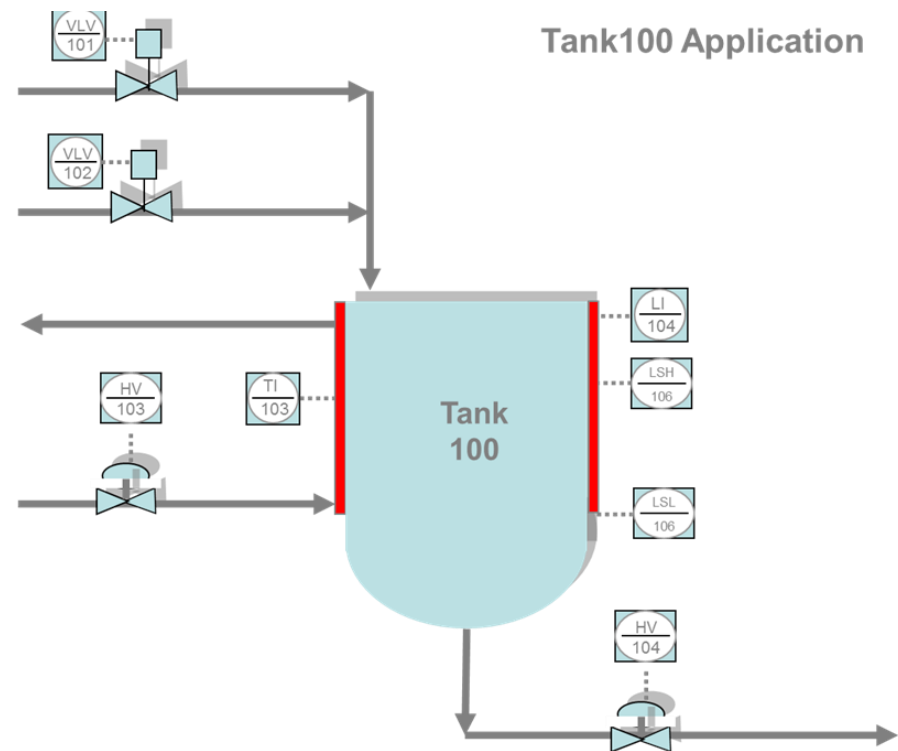 VLV
101
Tank100 Application
VLV
102
LI
104
HV
103
TI
103
LSH
106
Tank
100
LSL
106
HV
104